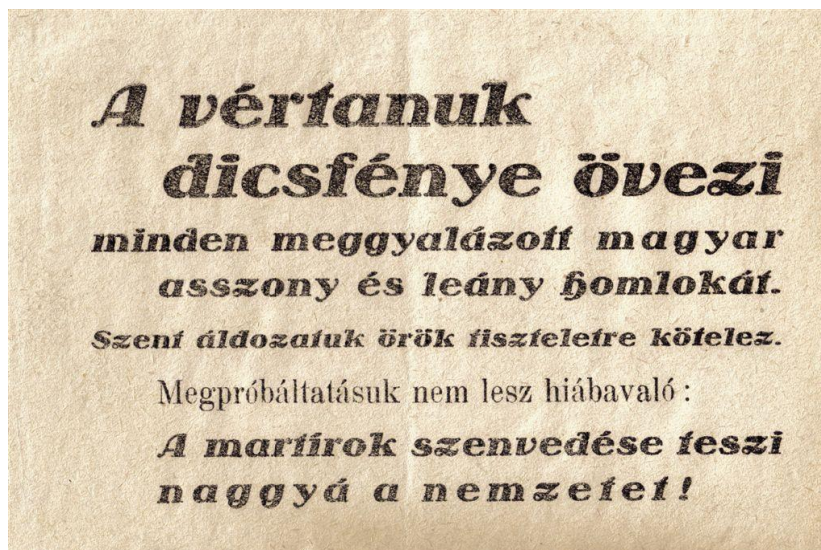 A vértanuk
dicsfénye övezi
minden meggyalázott magyar
asszony és leány homlokát.
Szent áldozatuk örök tiszteletre kötelez.
Megpróbáltatásuk nem lesz hiábavaló :
A martírok szenvedése teszi
naggyá a nemzetet!